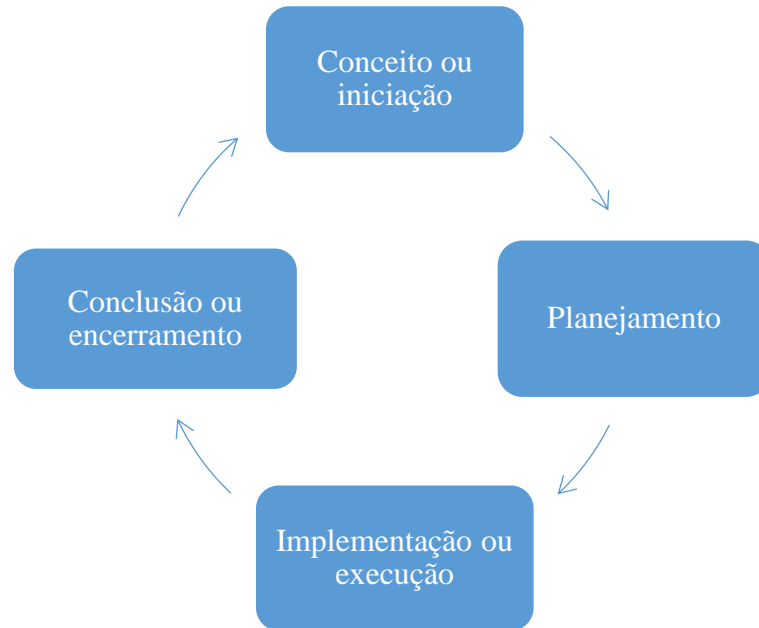 Conceito ou
iniciação
Planejamento
Implementação ou
execução
Conclusão ou
encerramento